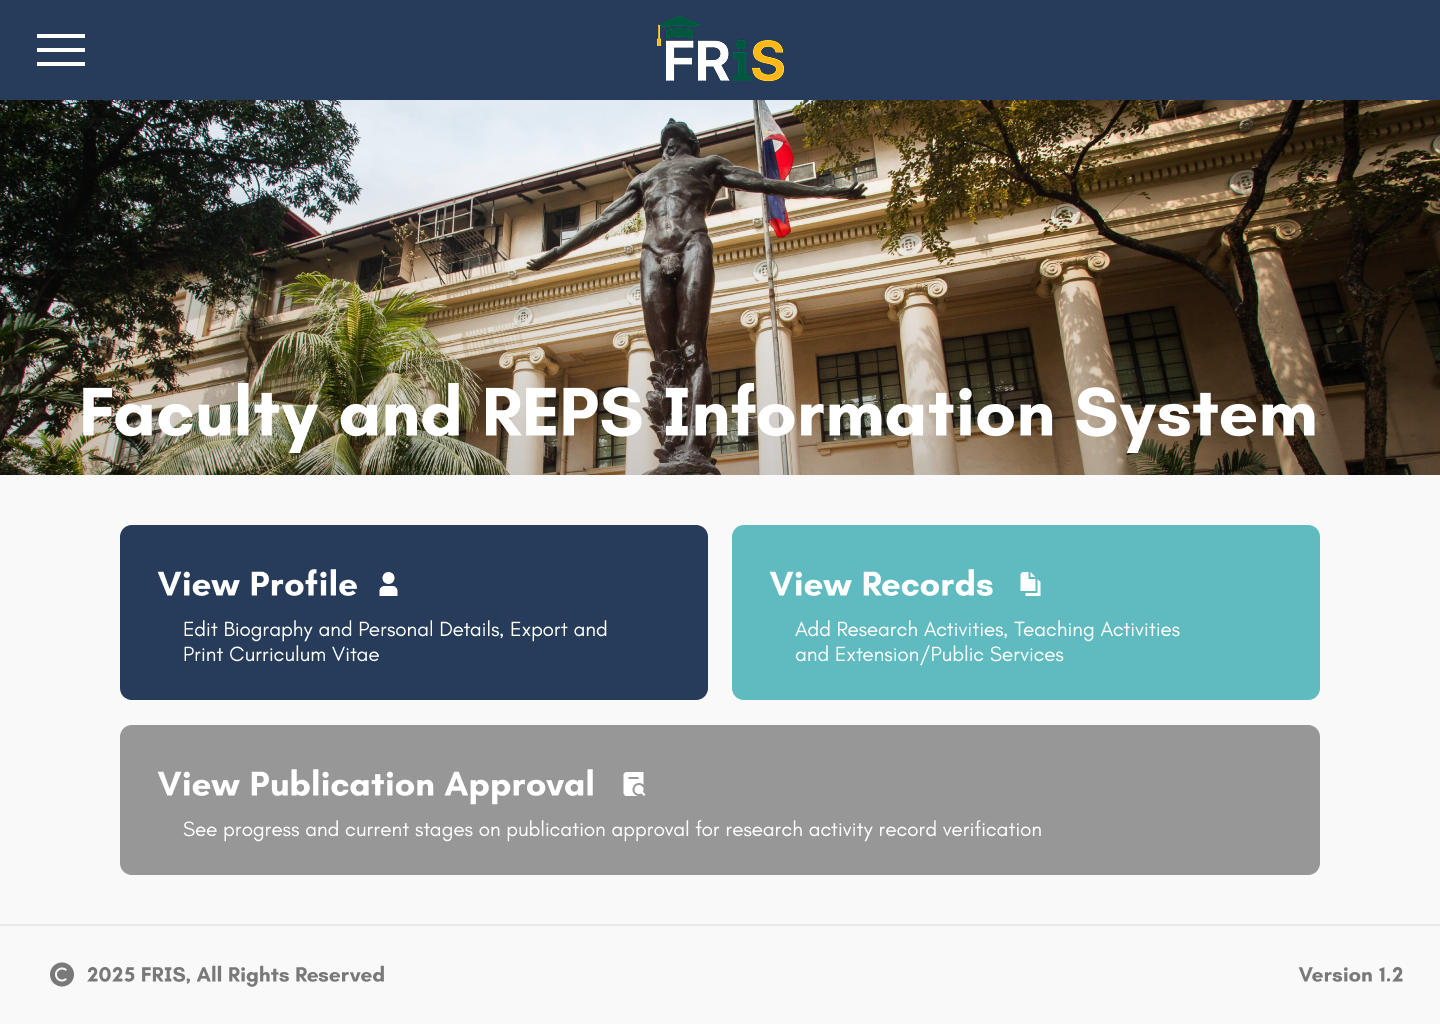 FRiS
Faculty and REPS Information System
View Profile
Edit Biography and Personal Details, Export and
Print Curriculum Vitae
View Records
Add Research Activities, Teaching Activities
and Extension/Public Services
View Publication Approval
See progress and current stages on publication approval for research activity record verification
© 2025 FRIS, All Rights Reserved
Version 1.2